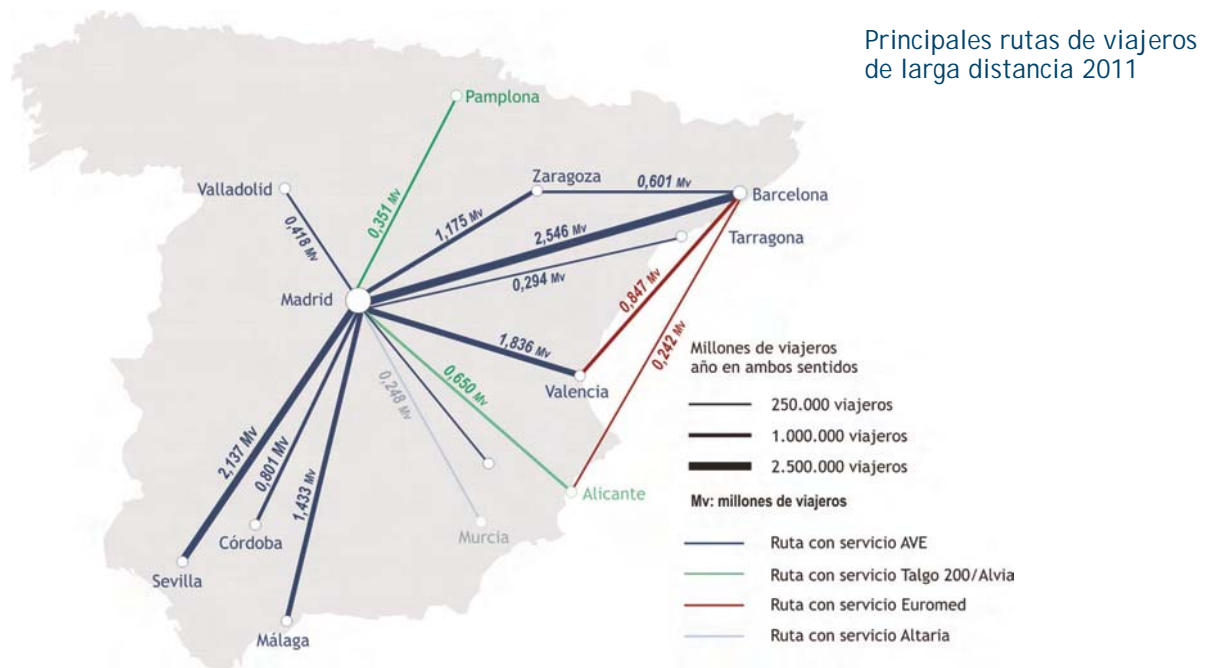 Principales rutas de viajeros
de larga distancia 2011
Pamplona
Valladolid
Zaragoza
0,601 Mv
Barcelona
0,351 Mv
0,418 Mv
1,175 Mv
2,546 Mv
Tarragona
0,294 Mv
Madrid
0,847 Mv
0,242 Mv
1,836 Mv
Valencia
0,650 Mv
0,248 Mv
2,137 Mv
0,801 Mv
1,433 Mv
Alicante
Murcia
Córdoba
Sevilla
Málaga
Millones de viajeros
año en ambos sentidos
250.000 viajeros
1.000.000 viajeros
2.500.000 viajeros
Mv: millones de viajeros
Ruta con servicio AVE
Ruta con servicio Talgo 200/Alvia
Ruta con servicio Euromed
Ruta con servicio Altaria